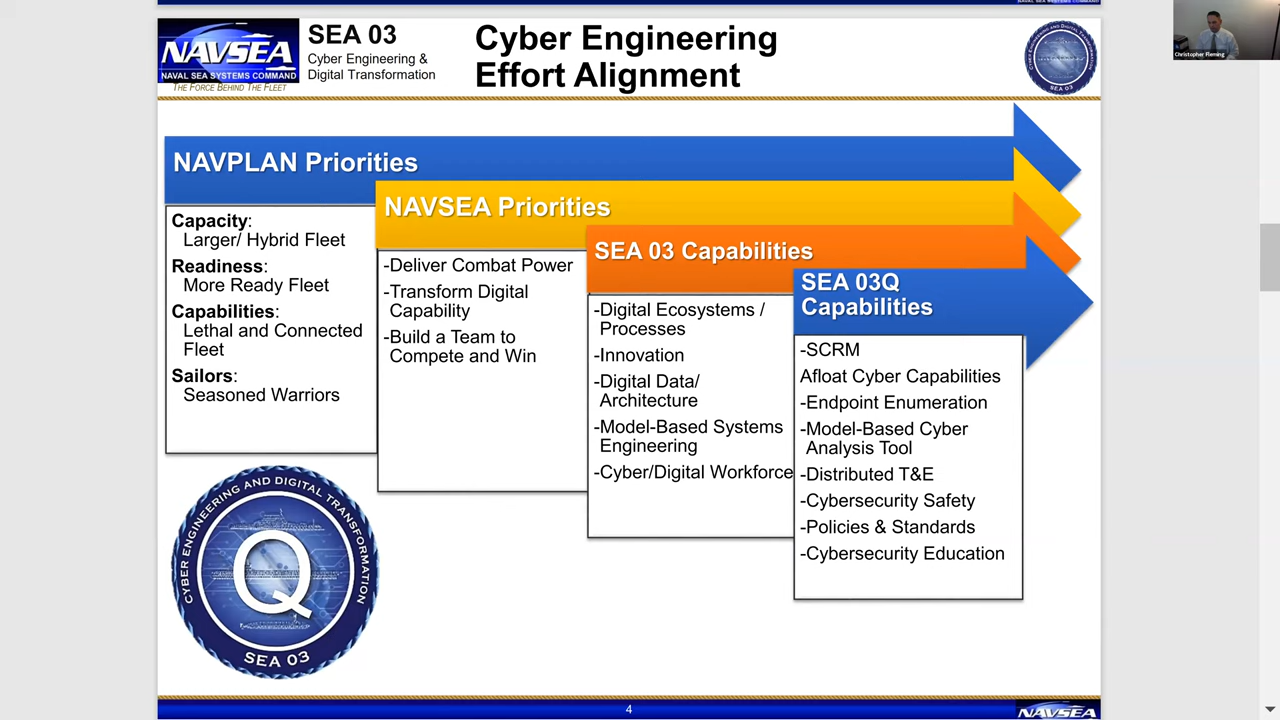 NAVSEA
NAVAL SEA SYSTEMS COMMAND
THE FORCE BEHIND THE FLEET
SEA 03
Cyber Engineering &
Digital Transformation
Cyber Engineering
Effort Alignment
SEA 03
Christopher Fleming
NAVPLAN Priorities
Capacity:
Larger/ Hybrid Fleet
Readiness:
More Ready Fleet
Capabilities:
Lethal and Connected
Fleet
Sailors:
Seasoned Warriors
NAVSEA Priorities
-Deliver Combat Power
-Transform Digital
Capability
-Build a Team to
Compete and Win
SEA 03 Capabilities
-Digital Ecosystems /
Processes
-Innovation
-Digital Data/
Architecture
-Model-Based Systems
Engineering
-Cyber/Digital Workforce
SEA 03Q
Capabilities
-SCRM
Afloat Cyber Capabilities
-Endpoint Enumeration
-Model-Based Cyber
Analysis Tool
-Distributed T&E
-Cybersecurity Safety
-Policies & Standards
-Cybersecurity Education
CYBER ENGINEERING AND DIGITAL TRANSFORMATION
Q
SEA 03
4
NAVSEA